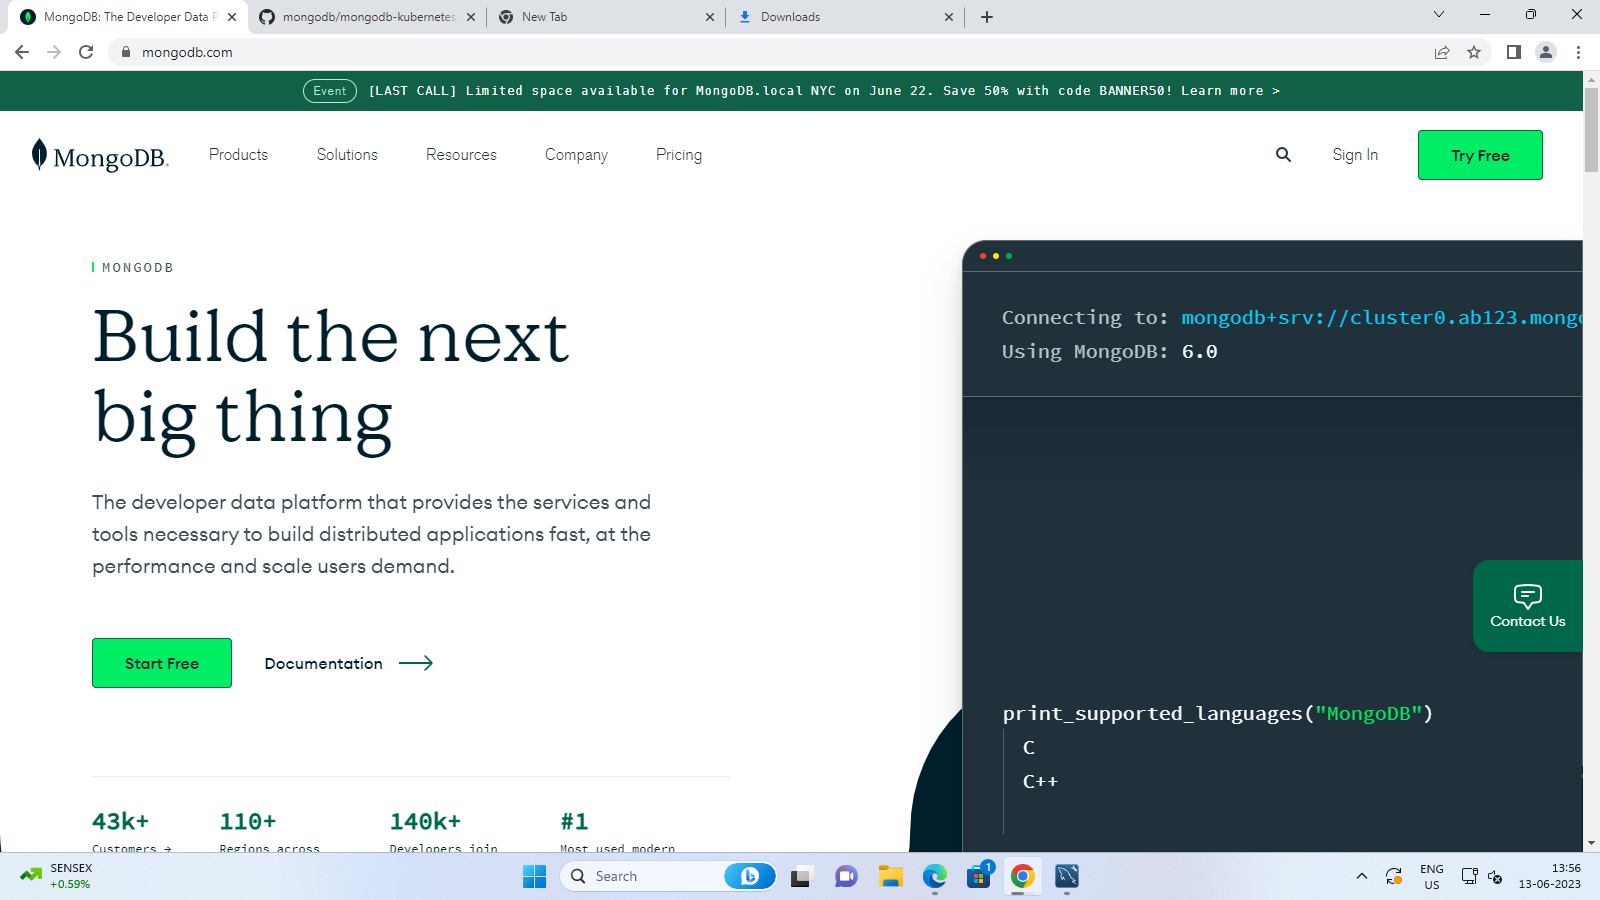 MongoDB: The Developer Data P
mongodb/mongodb-kubernetes
New Tab
Downloads
mongodb.com
Event [LAST CALL] Limited space available for MongoDB.local NYC on June 22. Save 50% with code BANNER50! Learn more >
MongoDB. Products Solutions Resources Company Pricing Sign In Try Free
MONGODB
Build the next
big thing
The developer data platform that provides the services and
tools necessary to build distributed applications fast, at the
performance and scale users demand.
Start Free Documentation
43k+ 110+ 140k+ #1
Customers → Regions across Developers join Most used modern
Connecting to: mongodb+srv://cluster0.ab123.mongo
Using MongoDB: 6.0
Contact Us
print_supported_languages("MongoDB")
C
C++
SENSEX
+0.59%
Search
1
ENG
US
13:56
13-06-2023